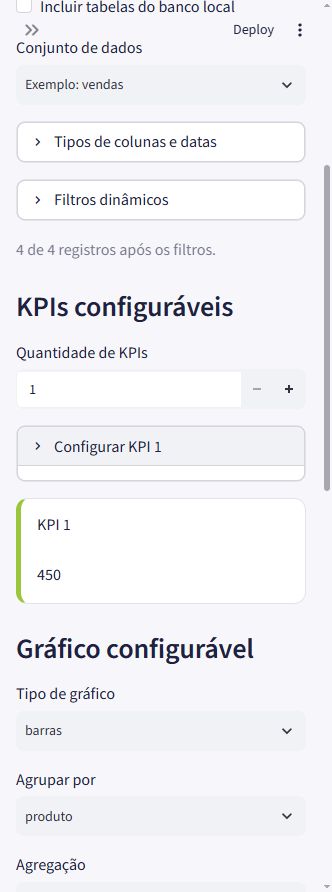 Incluir tabelas do banco local
Deploy
Conjunto de dados
Exemplo: vendas
Tipos de colunas e datas
Filtros dinâmicos
4 de 4 registros após os filtros.
KPIs configuráveis
Quantidade de KPIs
1
Configurar KPI 1
KPI 1
450
Gráfico configurável
Tipo de gráfico
barras
Agrupar por
produto
Agregação